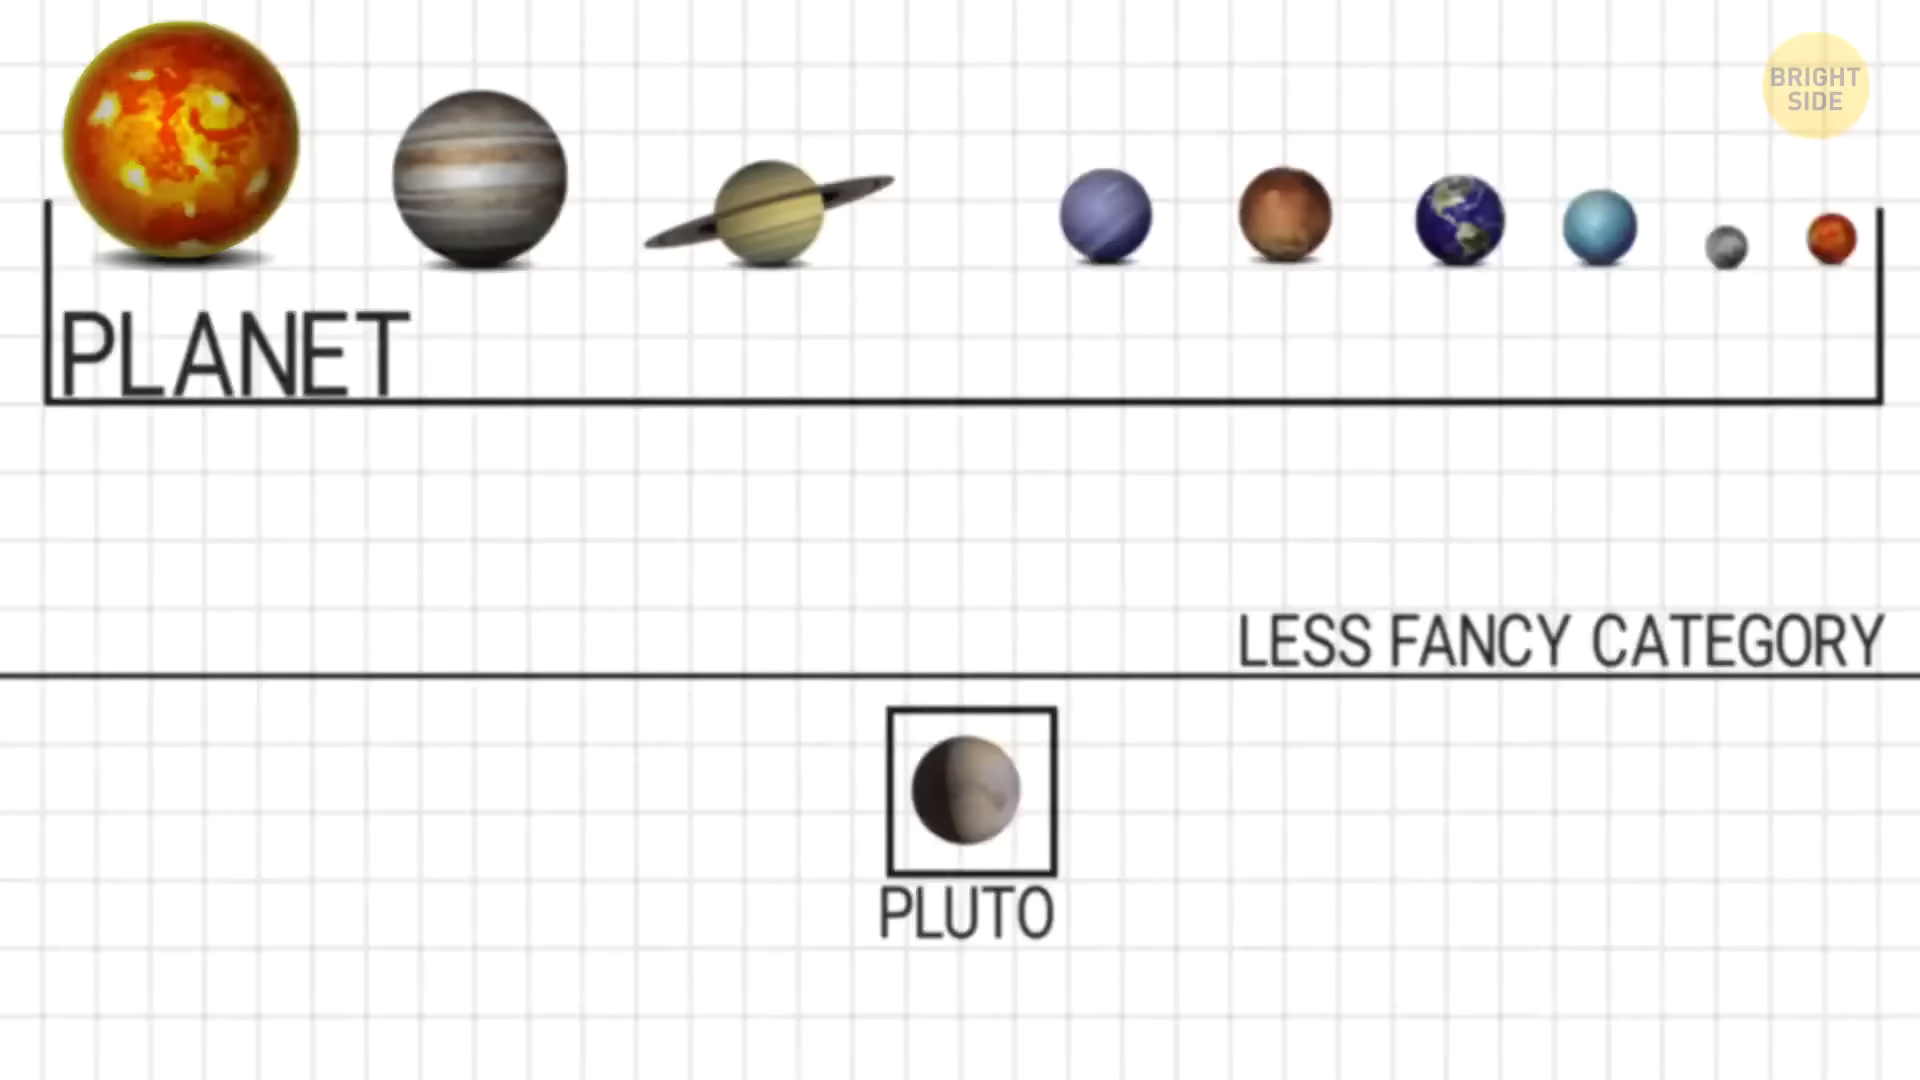 BRIGHT
SIDE
PLANET
LESS FANCY CATEGORY
PLUTO